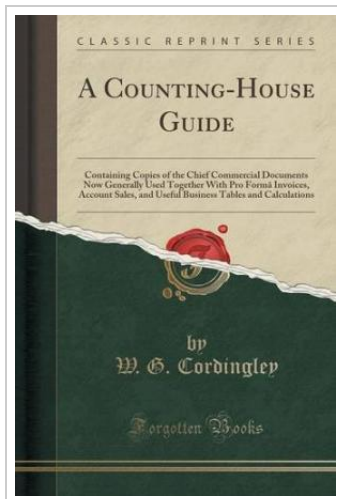 CLASSIC REPRINT SERIES
A COUNTING-HOUSE
GUIDE
Containing Copies of the Chief Commercial Documents
Now Generally Used Together With Pro Formâ Invoices,
Account Sales, and Useful Business Tables and Calculations
by
W. G. Cordingley
Forgotten Books